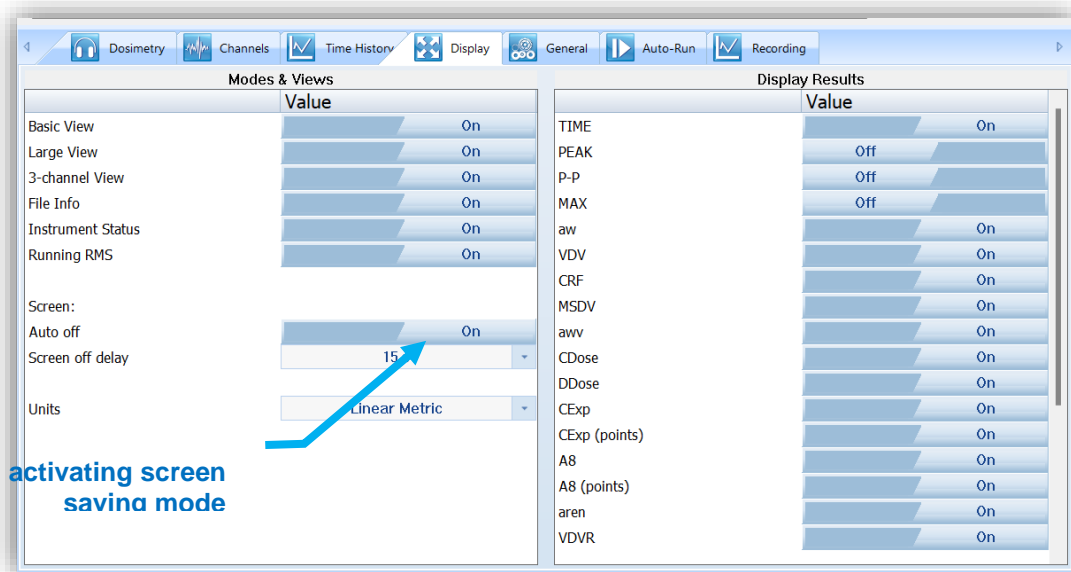 Dosimetry Channels Time History Display General Auto-Run Recording
Modes & Views
Value
Basic View On
Large View On
3-channel View On
File Info On
Instrument Status On
Running RMS On
Screen:
Auto off On
Screen off delay 15
Units Linear Metric
activating screen
saving mode
Display Results
Value
TIME On
PEAK Off
P-P Off
MAX Off
aw On
VDV On
CRF On
MSDV On
awv On
CDose On
DDose On
CExp On
CExp (points) On
A8 On
A8 (points) On
aren On
VDVR On